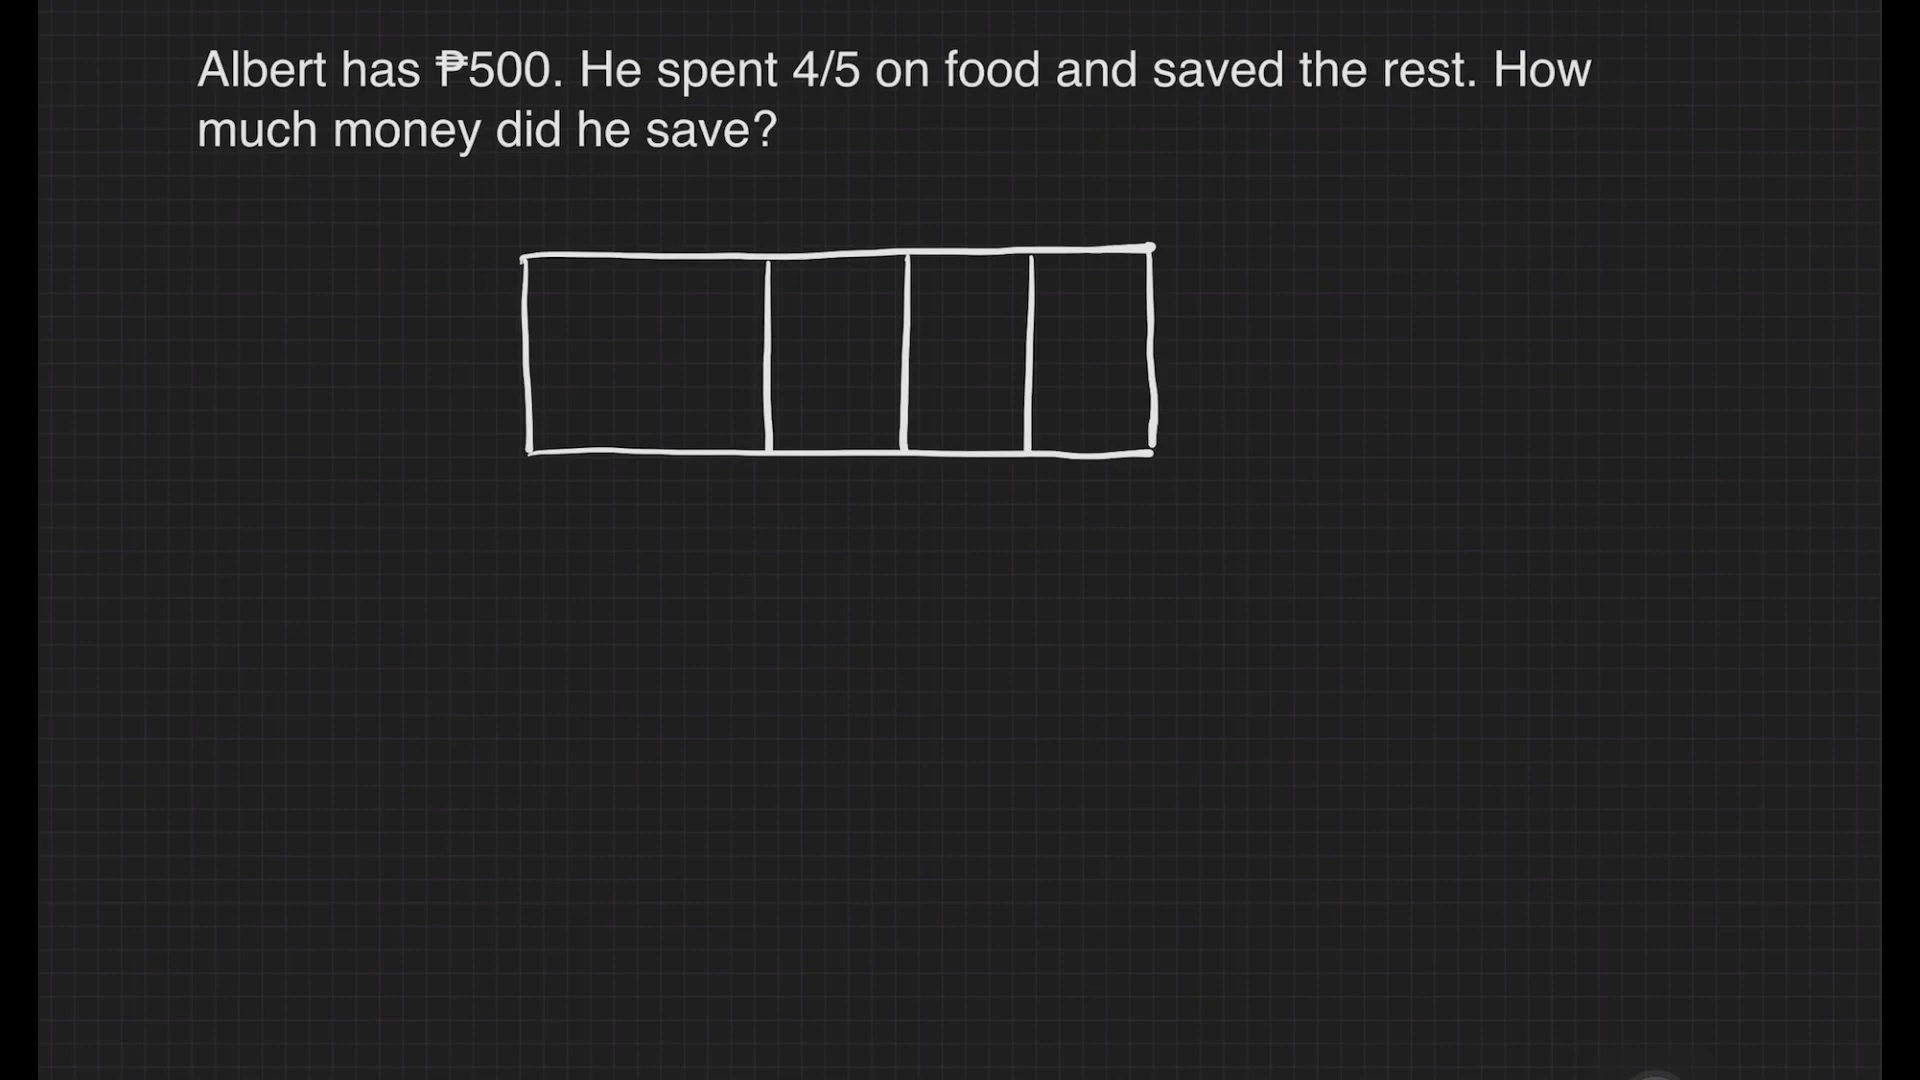 Albert has ₱500. He spent 4/5 on food and saved the rest. How
much money did he save?